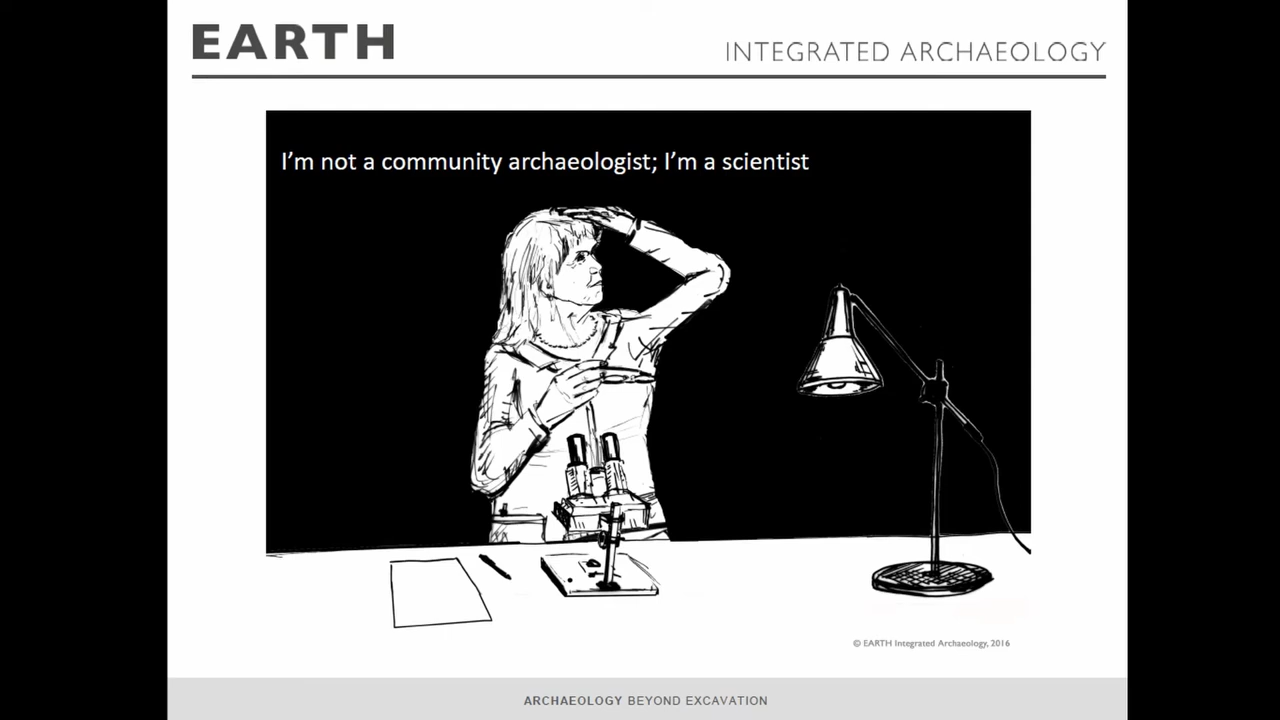 EARTH
INTEGRATED ARCHAEOLOGY
I'm not a community archaeologist; I'm a scientist
© EARTH Integrated Archaeology, 2016
ARCHAEOLOGY BEYOND EXCAVATION